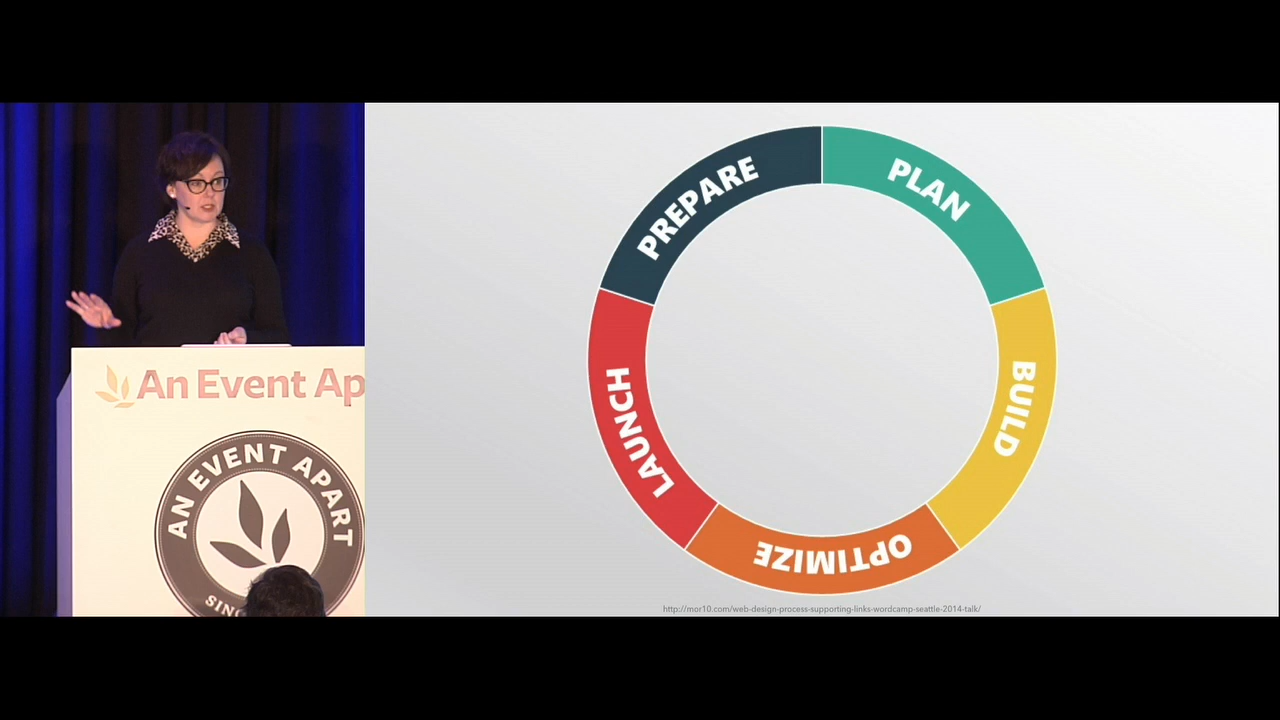 An Event Ap
AN EVENT APART
PREPARE
PLAN
BUILD
OPTIMIZE
LAUNCH
http://mor10.com/web-design-process-supporting-links-wordcamp-seattle-2014-talk/